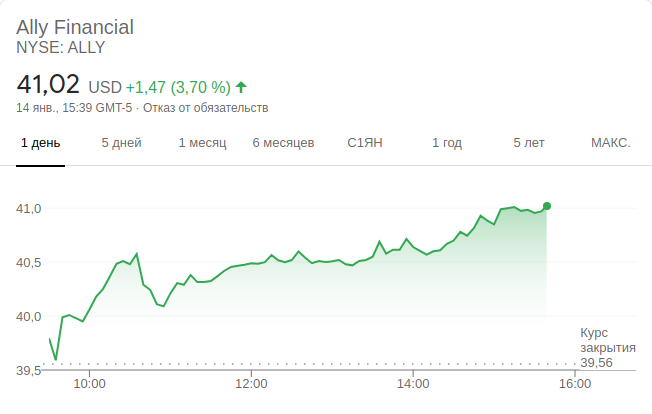 Ally Financial
NYSE: ALLY
41,02 USD +1,47 (3,70 %)
14 янв., 15:39 GMT-5 · Отказ от обязательств
1 день 5 дней 1 месяц 6 месяцев С1ЯН 1 год 5 лет МАКС.
41,0
40,5
40,0
Курс
закрытия
39,56
39,5
10:00 12:00 14:00 16:00